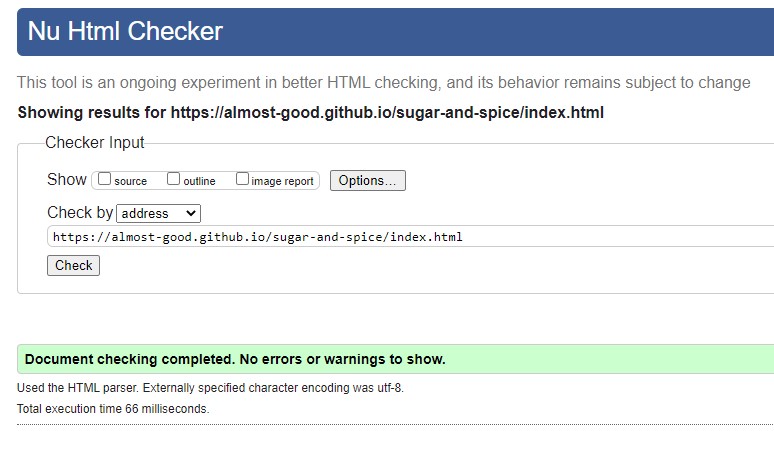 Nu Html Checker
This tool is an ongoing experiment in better HTML checking, and its behavior remains subject to change
Showing results for https://almost-good.github.io/sugar-and-spice/index.html
Checker Input
Show source outline image report Options...
Check by address
https://almost-good.github.io/sugar-and-spice/index.html
Check
Document checking completed. No errors or warnings to show.
Used the HTML parser. Externally specified character encoding was utf-8.
Total execution time 66 milliseconds.